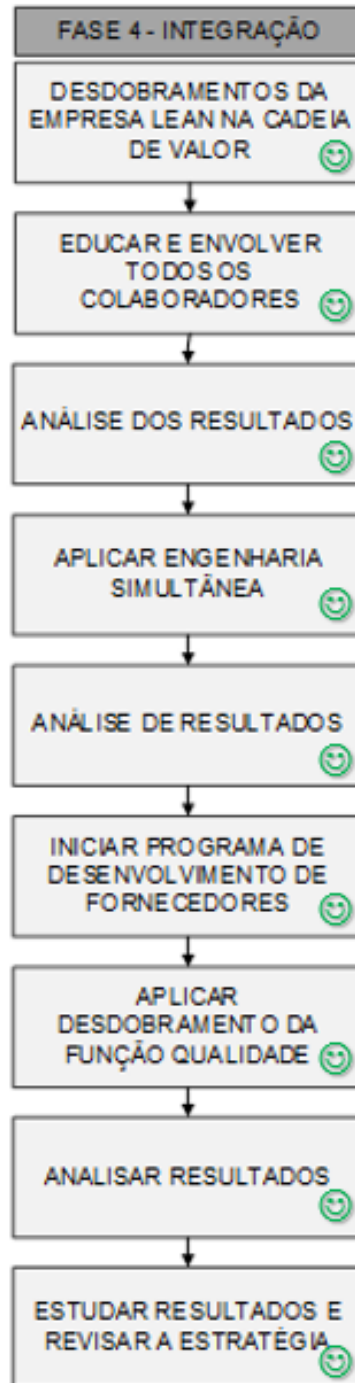 FASE 4 - INTEGRAÇÃO
DESDOBRAMENTOS DA
EMPRESA LEAN NA CADEIA
DE VALOR
EDUCAR E ENVOLVER
TODOS OS
COLABORADORES
ANÁLISE DOS RESULTADOS
APLICAR ENGENHARIA
SIMULTÂNEA
ANÁLISE DE RESULTADOS
INICIAR PROGRAMA DE
DESENVOLVIMENTO DE
FORNECEDORES
APLICAR
DESDOBRAMENTO DA
FUNÇÃO QUALIDADE
ANALISAR RESULTADOS
ESTUDAR RESULTADOS E
REVISAR A ESTRATÉGIA